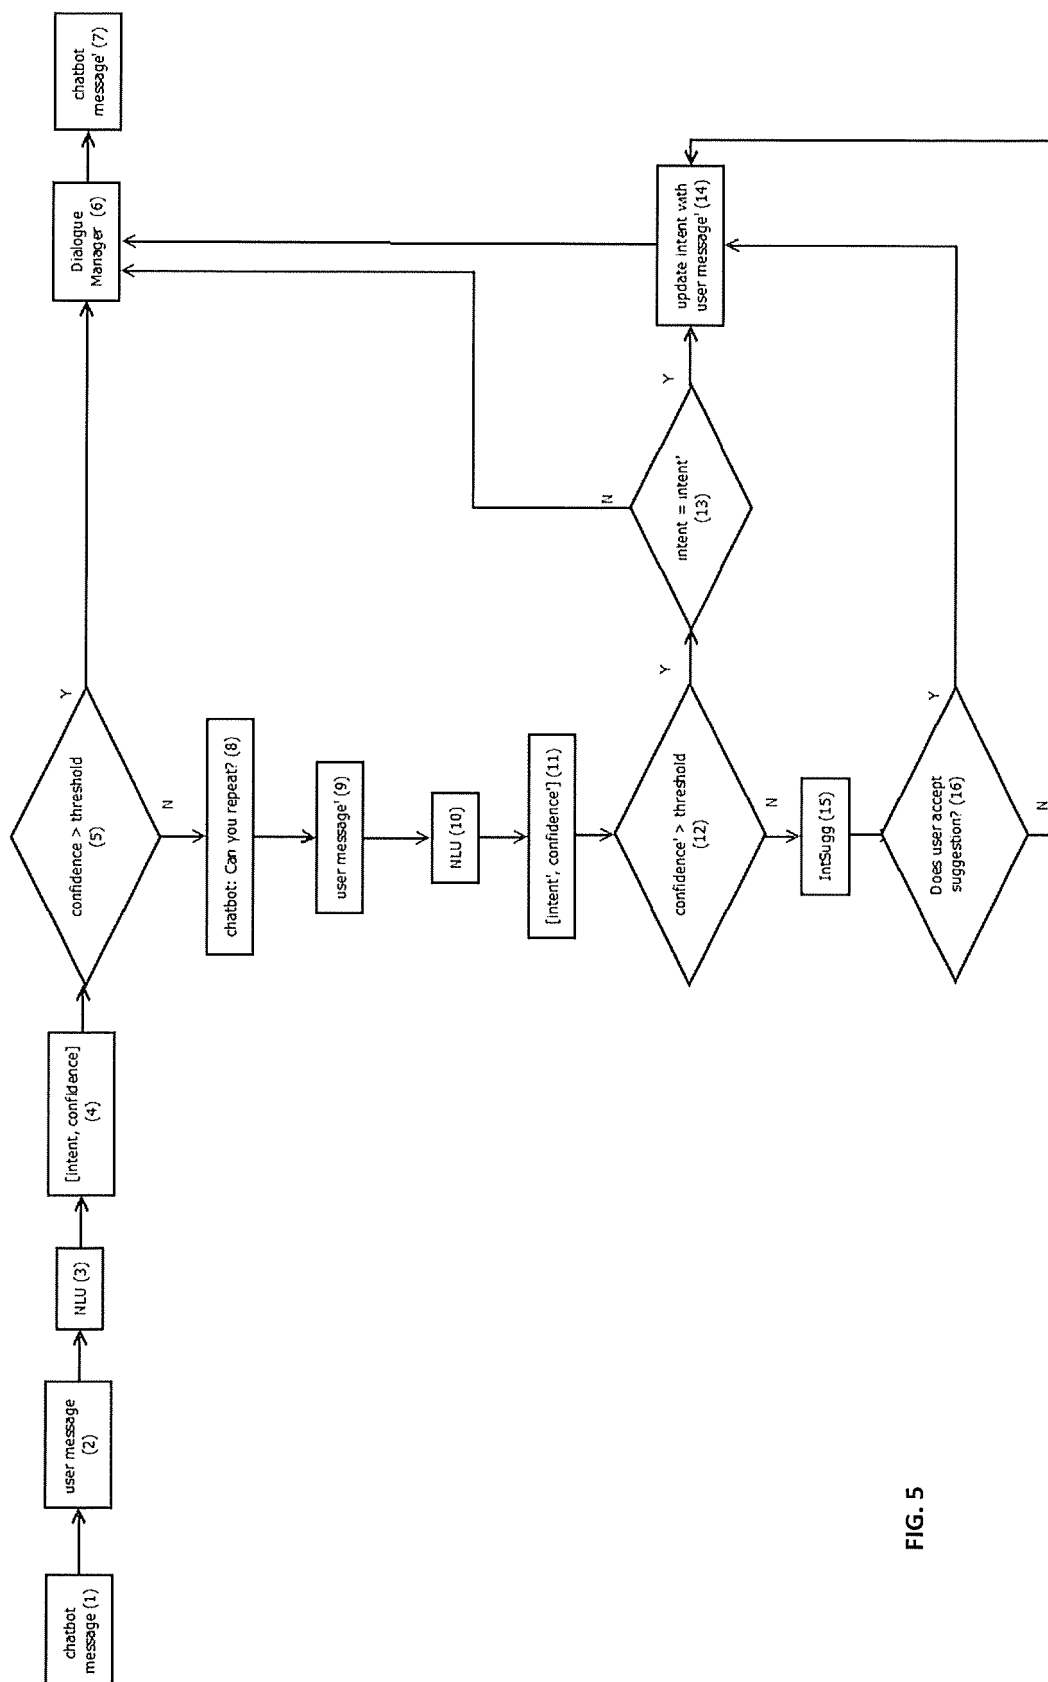 chatbot
message (1)
user message
(2)
NLU (3)
[intent, confidence]
(4)
confidence > threshold
(5)
Y
N
Dialogue
Manager (6)
chatbot
message' (7)
chatbot: Can you repeat? (8)
user message' (9)
NLU (10)
[intent', confidence'] (11)
confidence' > threshold
(12)
Y
N
intent = intent'
(13)
N
Y
update intent with
user message' (14)
IntSugg (15)
Does user accept
suggestion? (16)
Y
N
FIG. 5